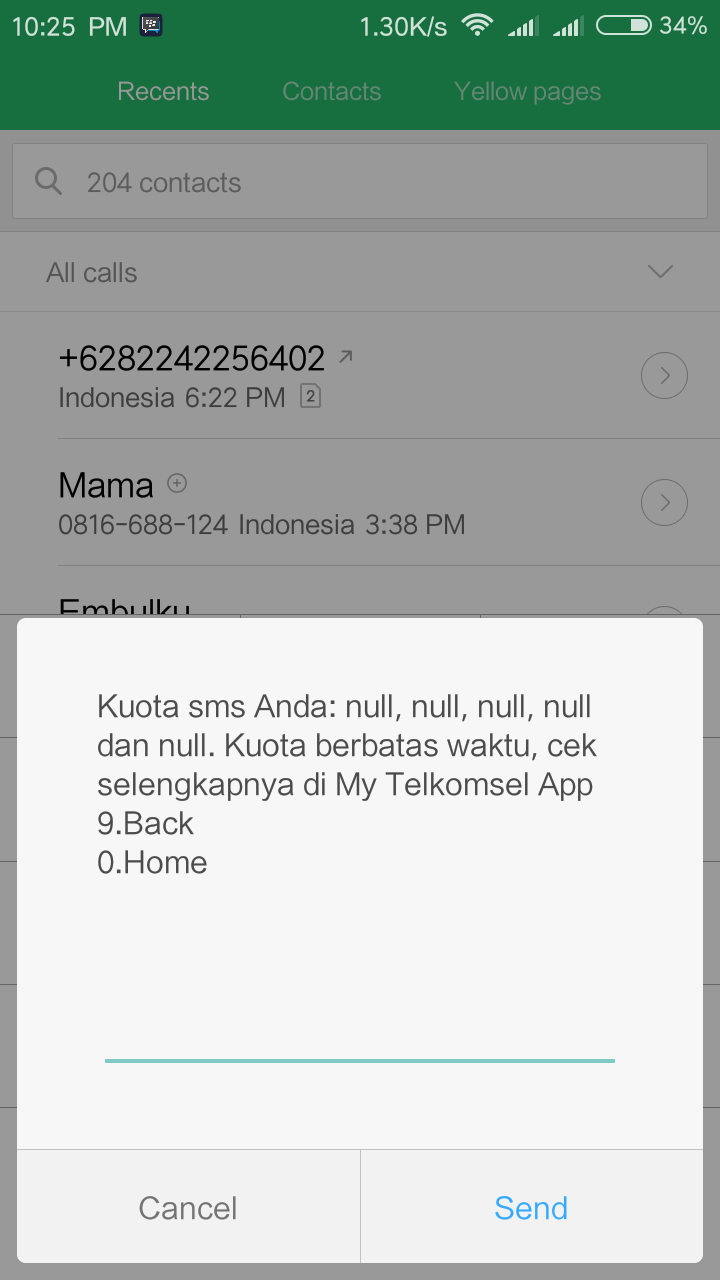 10:25 PM 1.30K/s 34%
Recents Contacts Yellow pages
204 contacts
All calls
+6282242256402
Indonesia 6:22 PM 2
Mama
0816-688-124 Indonesia 3:38 PM
Embulku
Kuota sms Anda: null, null, null, null
dan null. Kuota berbatas waktu, cek
selengkapnya di My Telkomsel App
9.Back
0.Home
Cancel Send